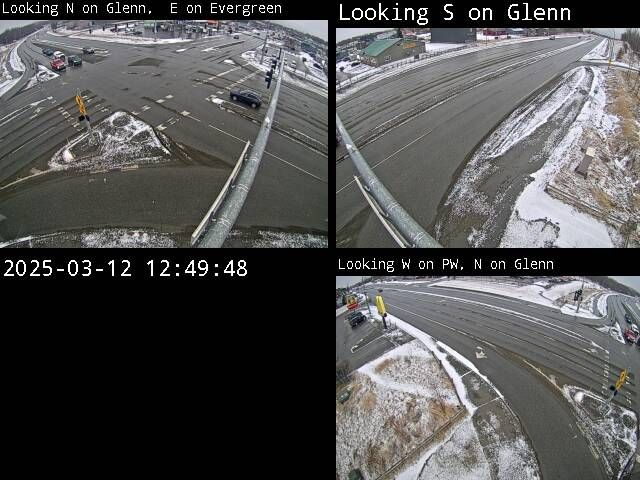 Looking N on Glenn,  E on Evergreen
Looking S on Glenn
2025-03-12 12:49:48
Looking W on PW, N on Glenn